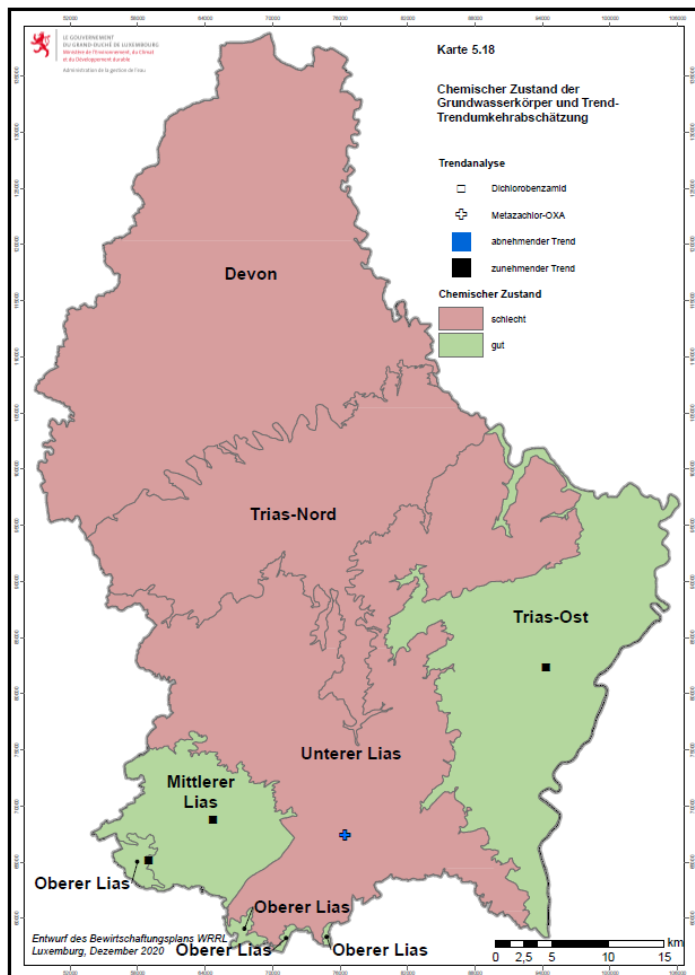 LE GOUVERNEMENT
DU GRAND-DUCHÉ DE LUXEMBOURG
Ministère de l'Environnement, du Climat
et du Développement durable
Administration de la gestion de l'eau
Karte 5.18
Chemischer Zustand der
Grundwasserkörper und Trend-
Trendumkehrabschätzung
Trendanalyse
Dichlorobenzamid
Metazachlor-OXA
abnehmender Trend
zunehmender Trend
Chemischer Zustand
schlecht
gut
Devon
Trias-Nord
Trias-Ost
Unterer Lias
Mittlerer
Lias
Oberer Lias
Oberer Lias
Oberer Lias
Oberer Lias
Entwurf des Bewirtschaftungsplans WRRL
Luxemburg, Dezember 2020
km
0 2,5 5 10 15